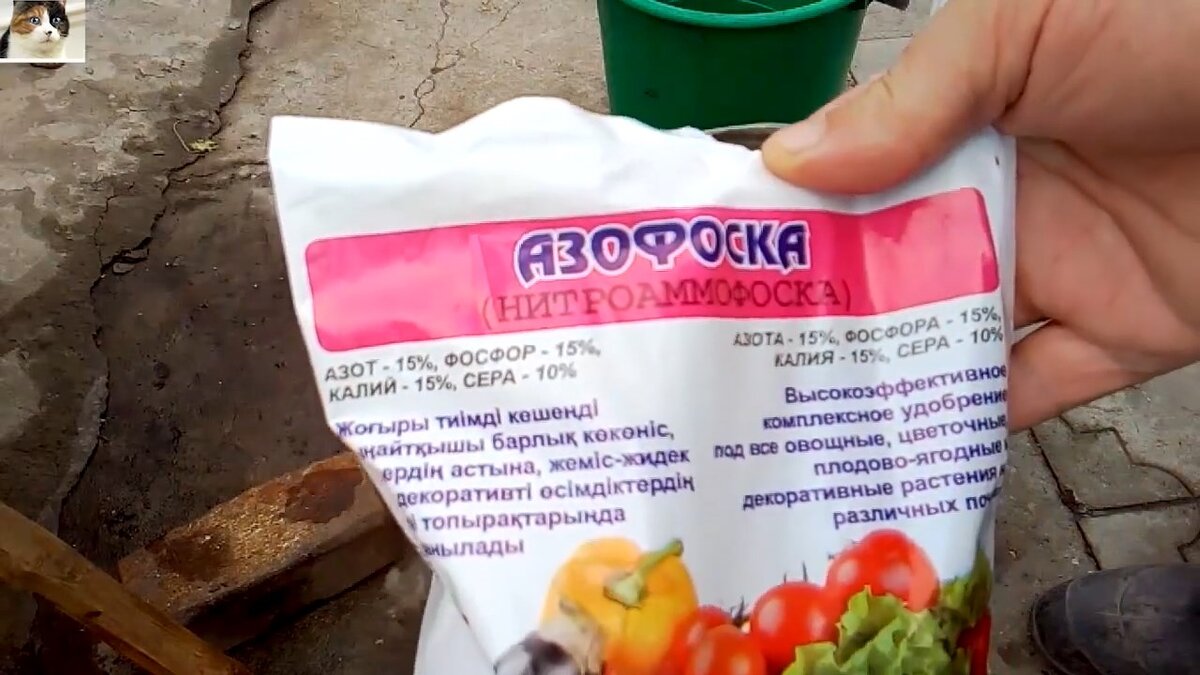 АЗОФОСКА
(НИТРОАММОФОСКА)
АЗОТ - 15%, ФОСФОР - 15%,
КАЛИЙ - 15%, СЕРА - 10%
Жоғыры тиімді кешенді
барлық көкөніс,
астына, жеміс-жидек
декоративті өсімдіктердің
топырақтарында
АЗОТА - 15%, ФОСФОРА - 15%,
КАЛИЯ - 15%, СЕРА - 10%
Высокоэффективное
комплексное удобрение
под все овощные, цветочные
плодово-ягодные
декоративные растения
различных